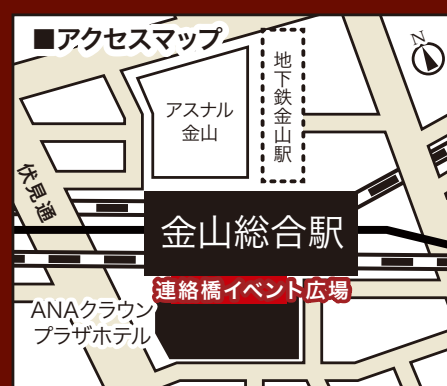 ■アクセスマップ
N
地下鉄金山駅
アスナル
金山
伏見通
金山総合駅
連絡橋イベント広場
ANAクラウン
プラザホテル